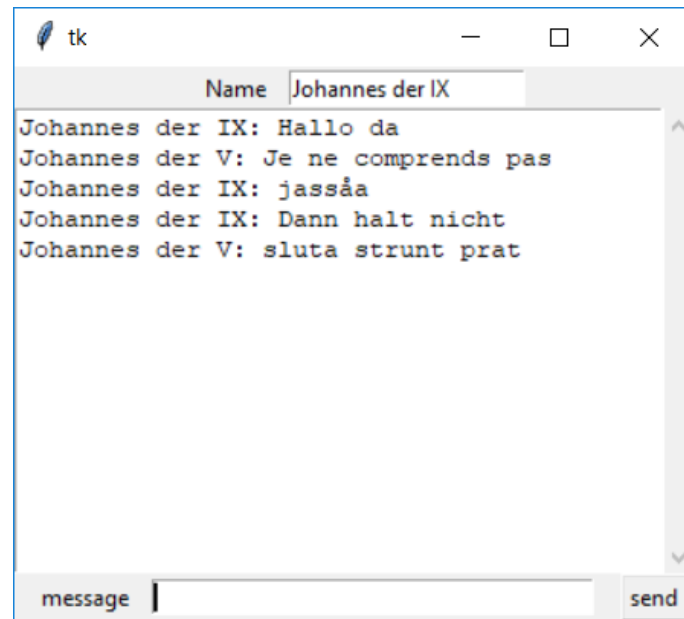 tk
Name Johannes der IX
Johannes der IX: Hallo da
Johannes der V: Je ne comprends pas
Johannes der IX: jassåa
Johannes der IX: Dann halt nicht
Johannes der V: sluta strunt prat
message send